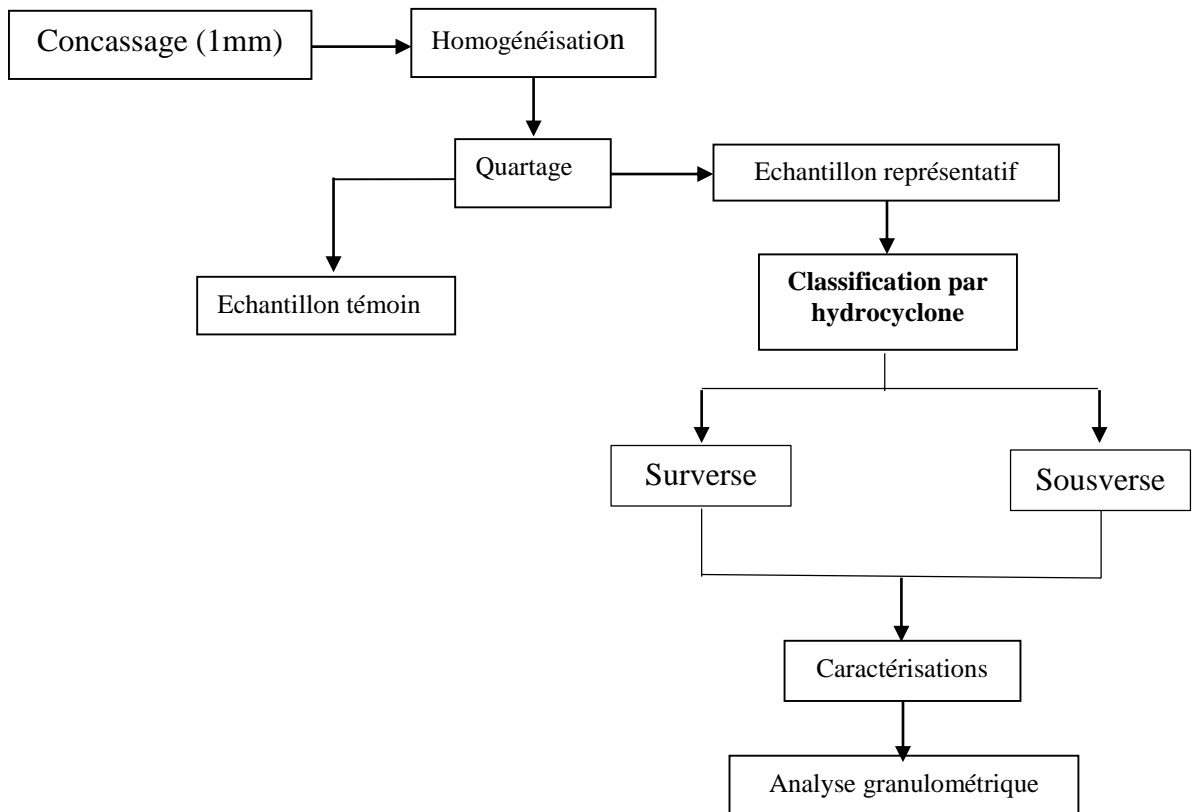 Concassage (1mm)
Homogénéisation
Quartage
Echantillon représentatif
Echantillon témoin
Classification par
hydrocyclone
Surverse
Sousverse
Caractérisations
Analyse granulométrique